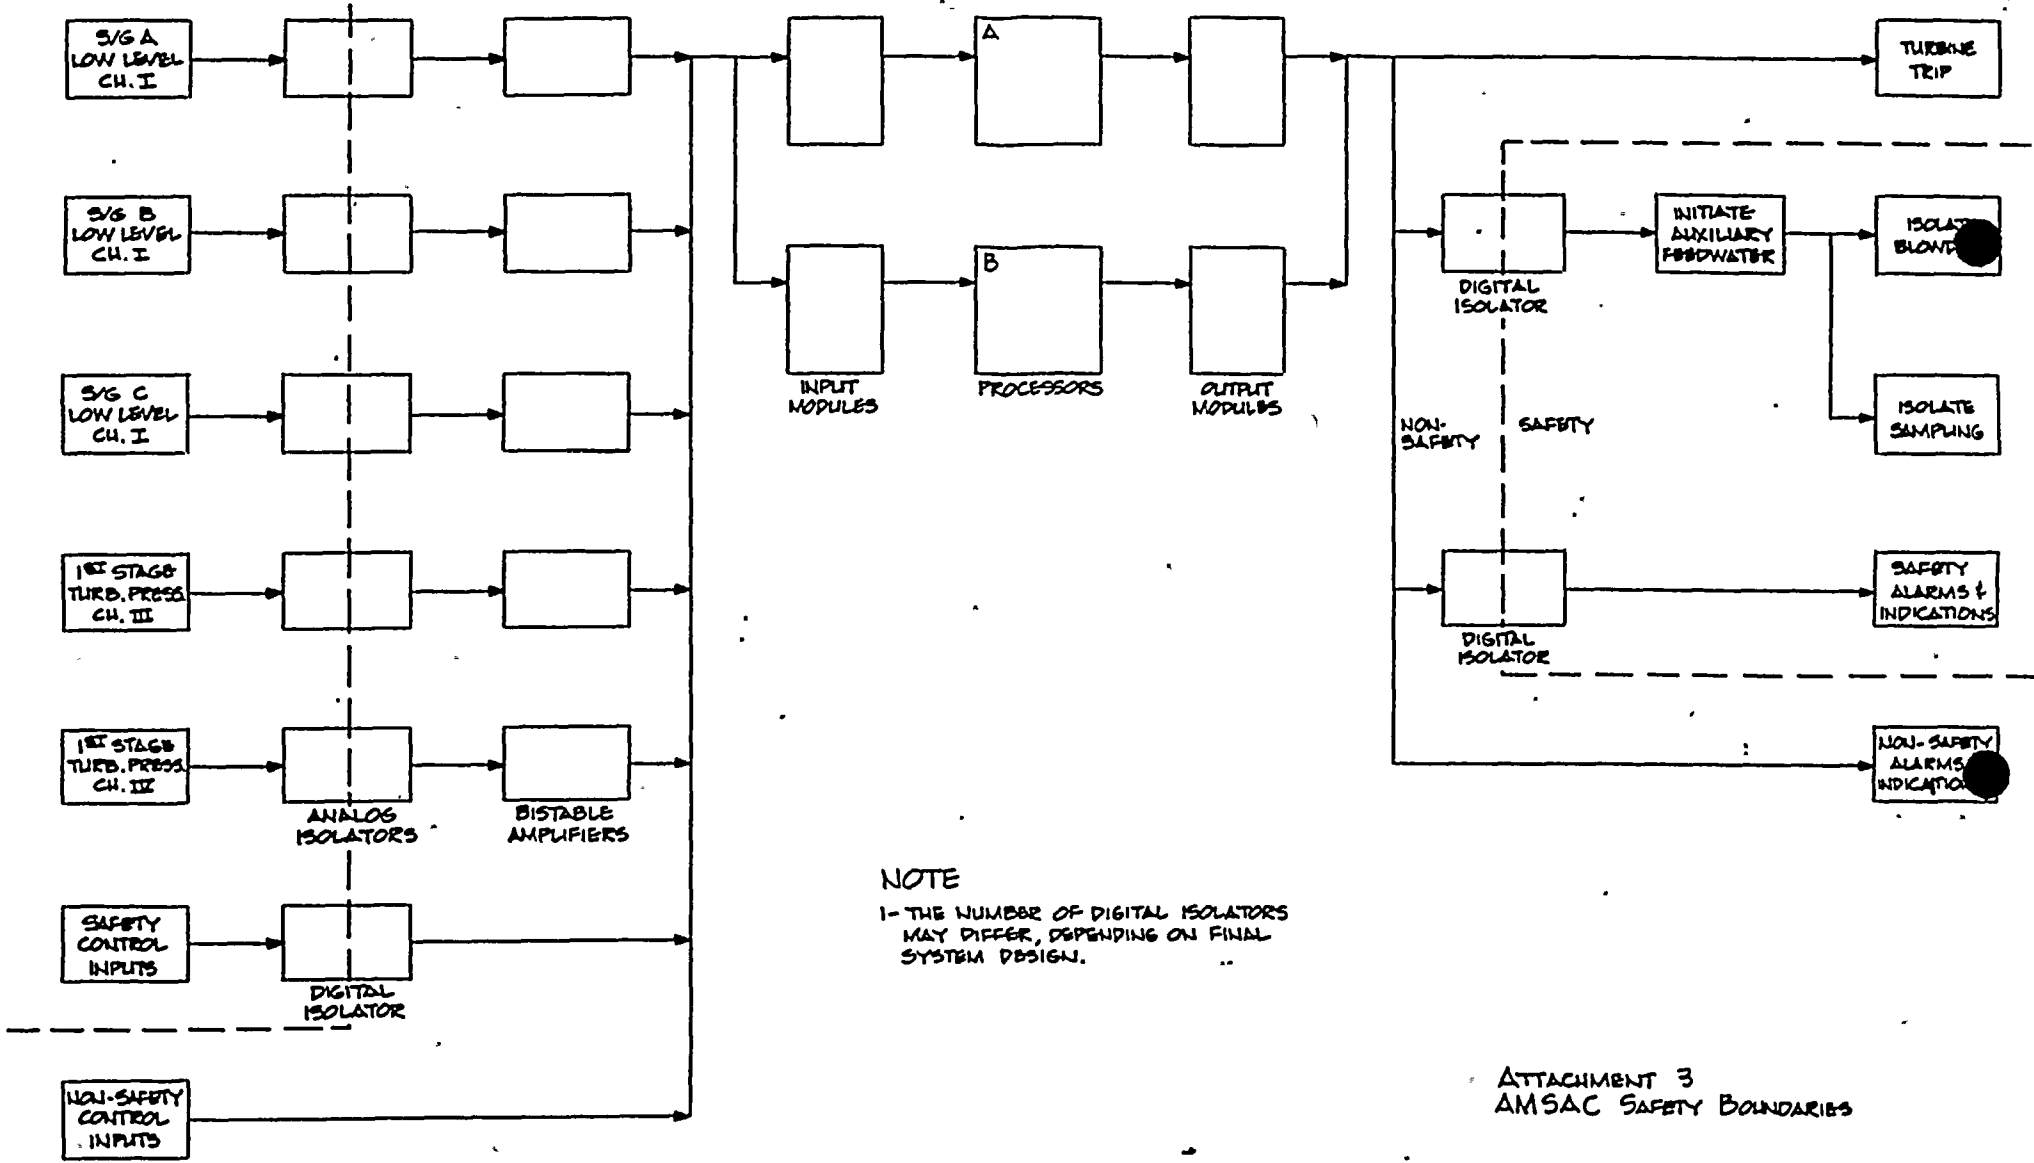 S/G A
LOW LEVEL
CH. I
S/G B
LOW LEVEL
CH. I
S/G C
LOW LEVEL
CH. I
1ST STAGE
TURB. PRESS.
CH. III
1ST STAGE
TURB. PRESS.
CH. IV
ANALOG
ISOLATORS
BISTABLE
AMPLIFIERS
SAFETY
CONTROL
INPUTS
DIGITAL
ISOLATOR
NON-SAFETY
CONTROL
INPUTS
A
B
INPUT
MODULES
PROCESSORS
OUTPUT
MODULES
TURBINE
TRIP
DIGITAL
ISOLATOR
INITIATE
AUXILIARY
FEEDWATER
NON-
SAFETY
SAFETY
ISOLATE
SAMPLING
DIGITAL
ISOLATOR
SAFETY
ALARMS &
INDICATIONS
NON-SAFETY
ALARMS
NOTE
1- THE NUMBER OF DIGITAL ISOLATORS
MAY DIFFER, DEPENDING ON FINAL
SYSTEM DESIGN.
ATTACHMENT 3
AMSAC SAFETY BOUNDARIES